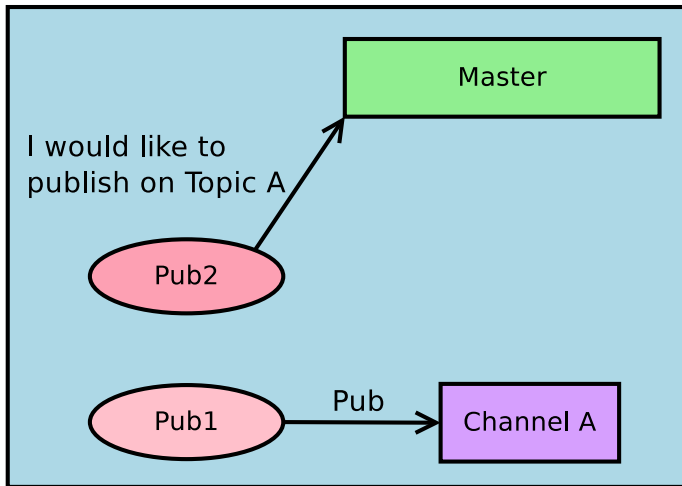 Master
I would like to
publish on Topic A
Pub2
Pub1
Pub
Channel A